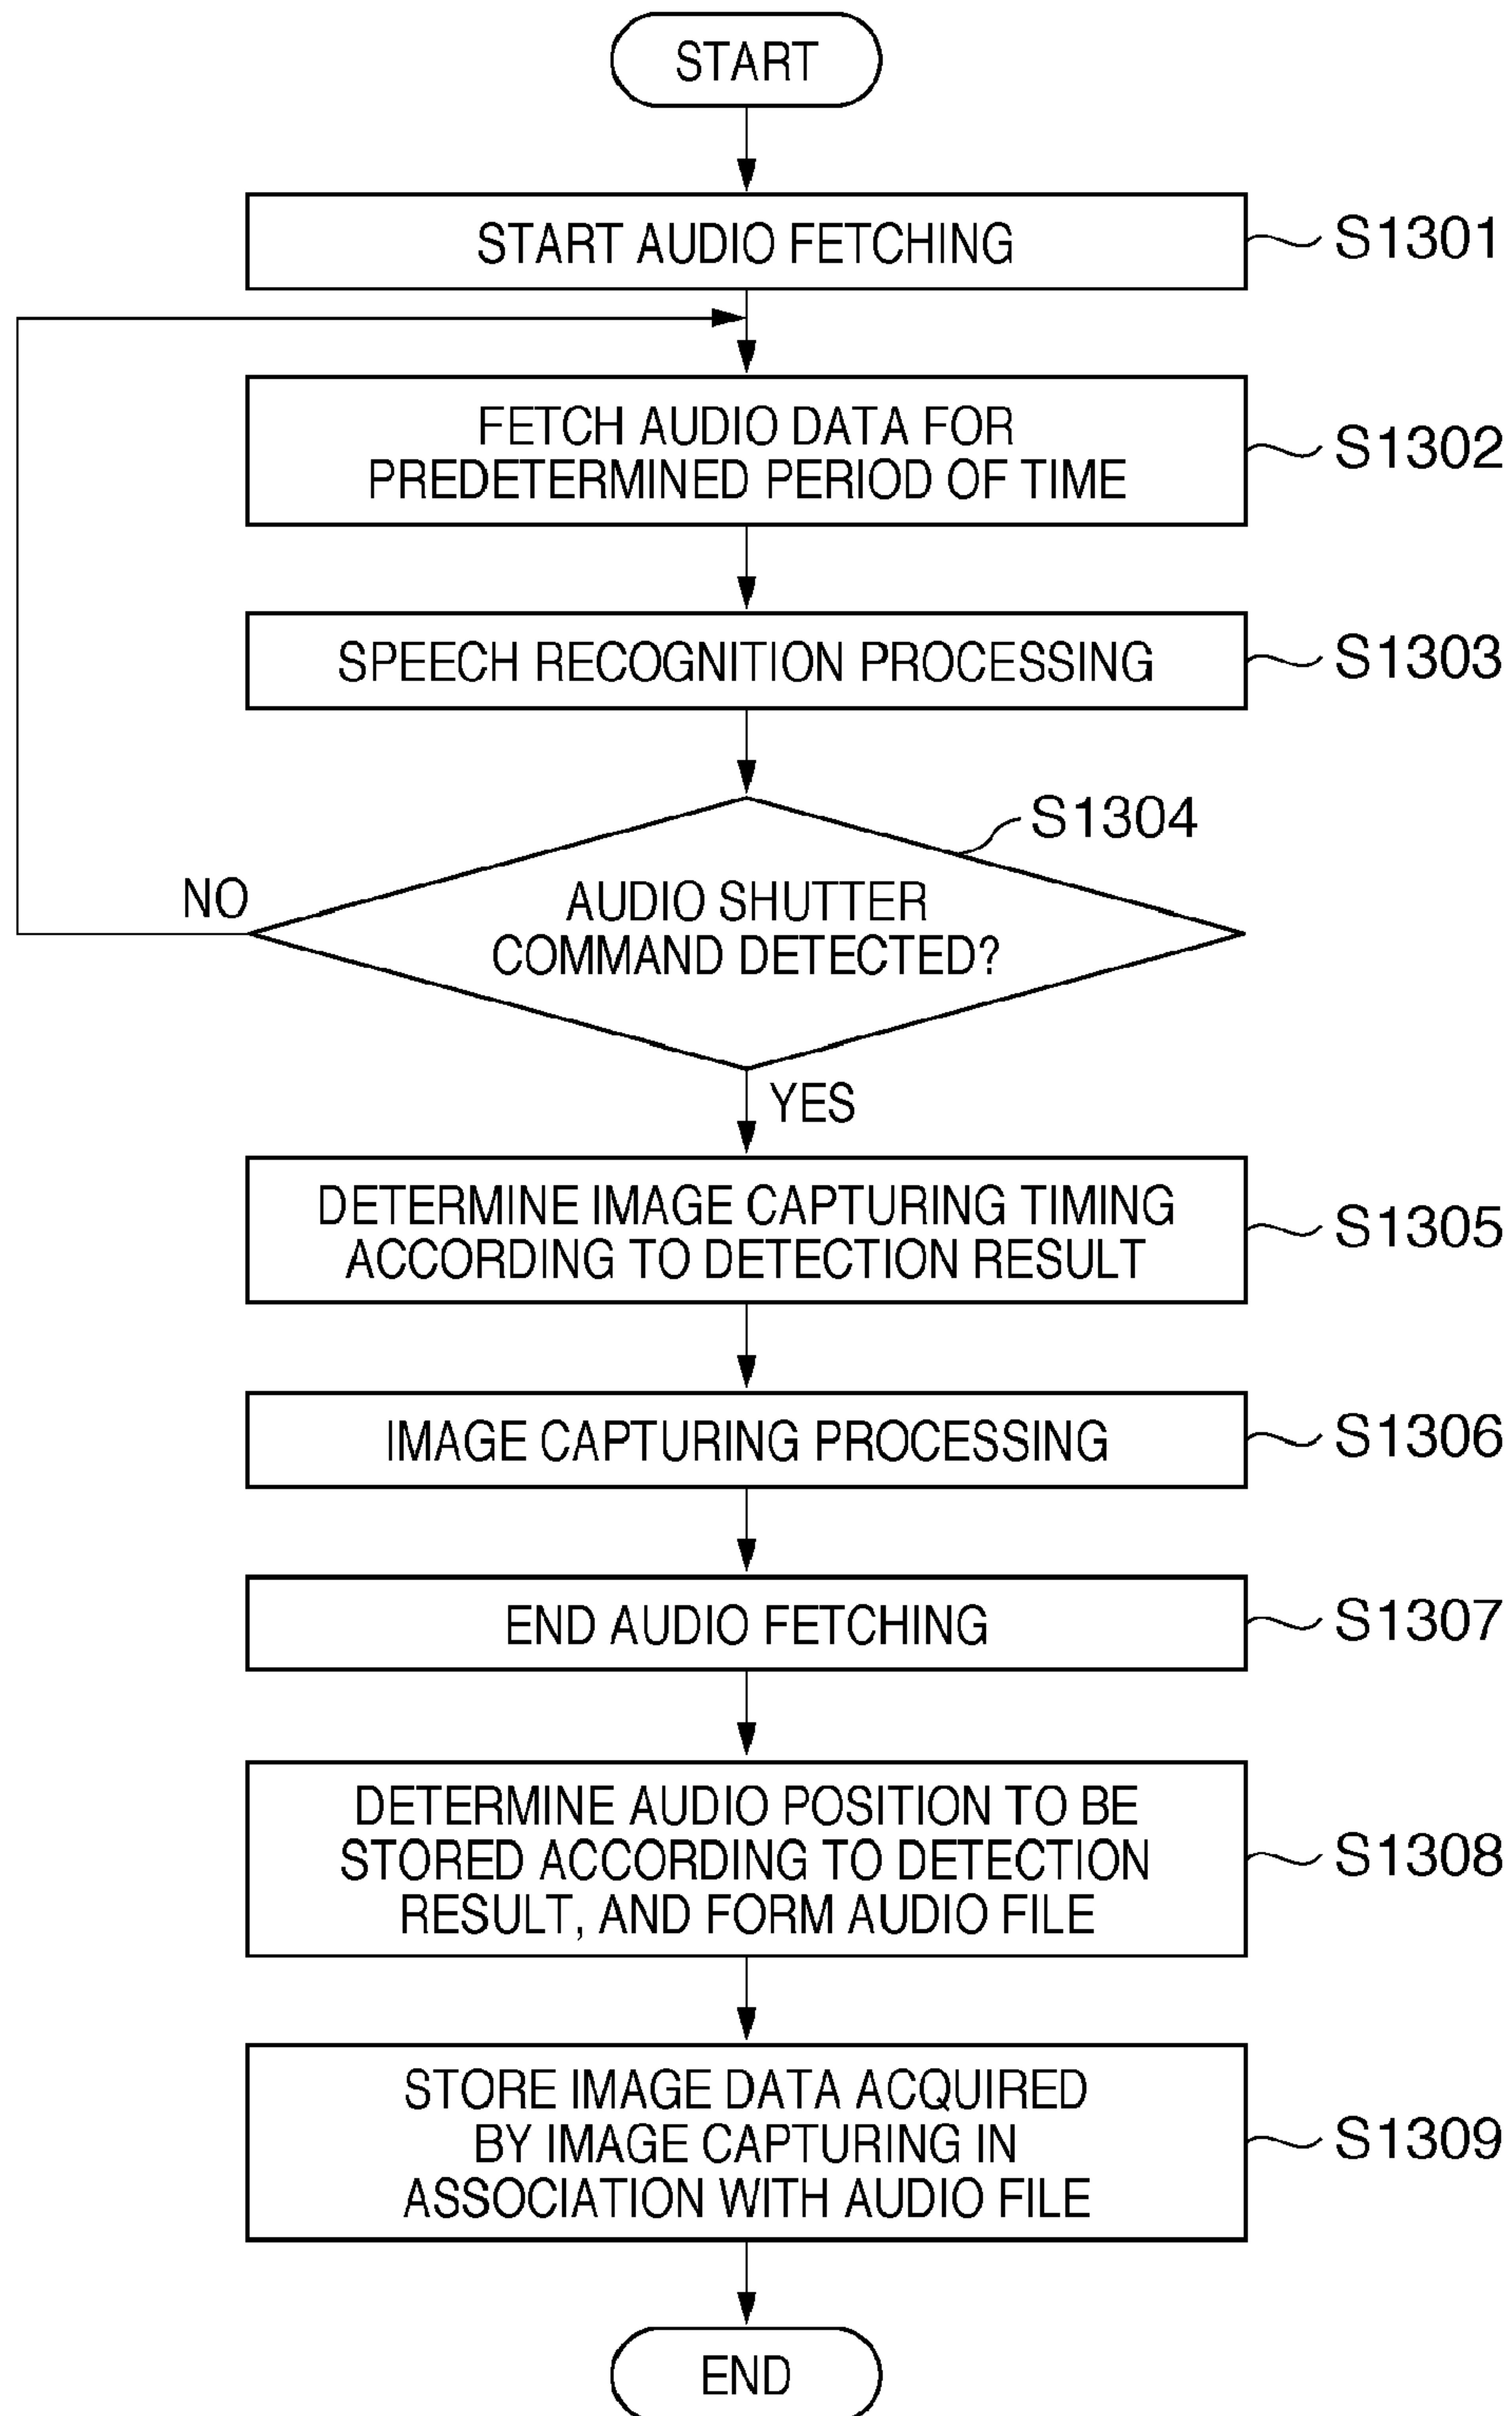 START
START AUDIO FETCHING
S1301
FETCH AUDIO DATA FOR
PREDETERMINED PERIOD OF TIME
S1302
SPEECH RECOGNITION PROCESSING
S1303
S1304
AUDIO SHUTTER
COMMAND DETECTED?
NO
YES
DETERMINE IMAGE CAPTURING TIMING
ACCORDING TO DETECTION RESULT
S1305
IMAGE CAPTURING PROCESSING
S1306
END AUDIO FETCHING
S1307
DETERMINE AUDIO POSITION TO BE
STORED ACCORDING TO DETECTION
RESULT, AND FORM AUDIO FILE
S1308
STORE IMAGE DATA ACQUIRED
BY IMAGE CAPTURING IN
ASSOCIATION WITH AUDIO FILE
S1309
END